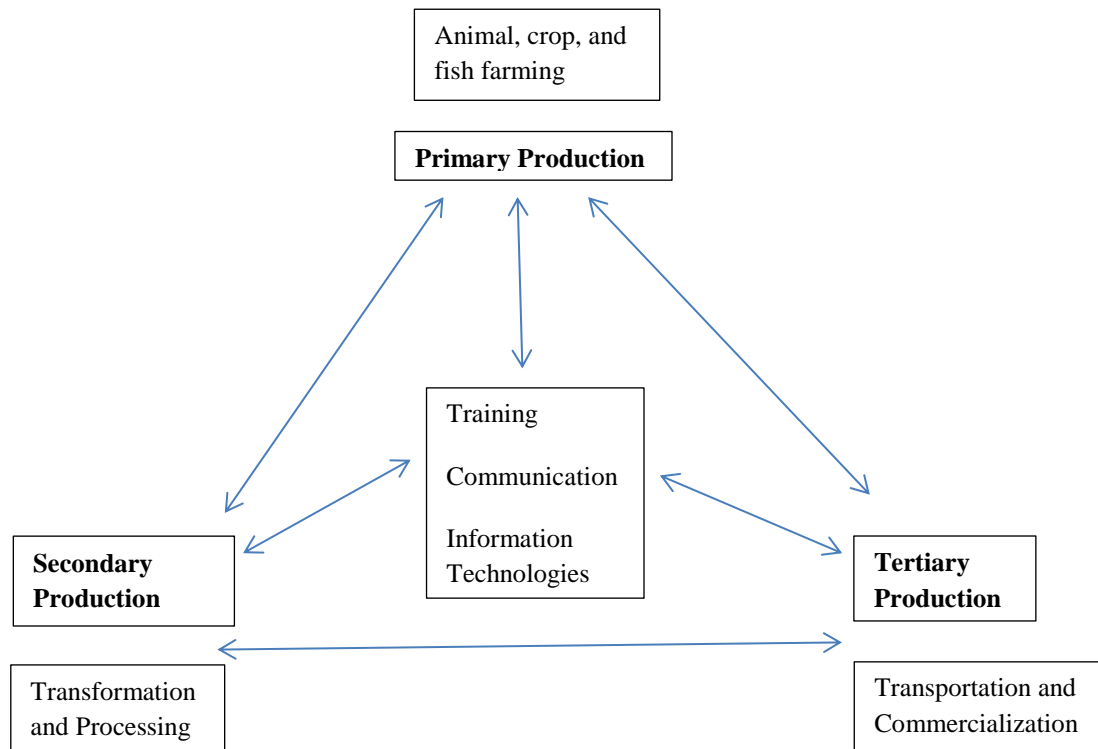 Animal, crop, and
fish farming
Primary Production
Training
Communication
Information
Technologies
Secondary
Production
Tertiary
Production
Transformation
and Processing
Transportation and
Commercialization